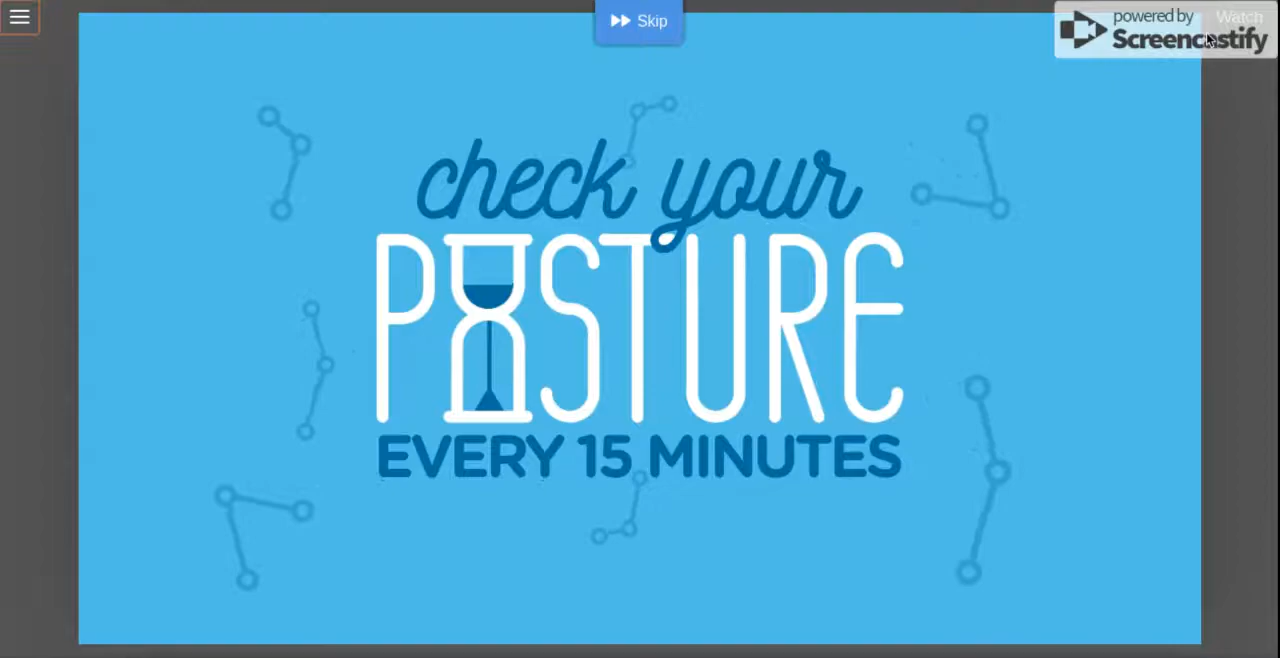 Skip
powered by
Screencastify
Watch
check your
POSTURE
EVERY 15 MINUTES